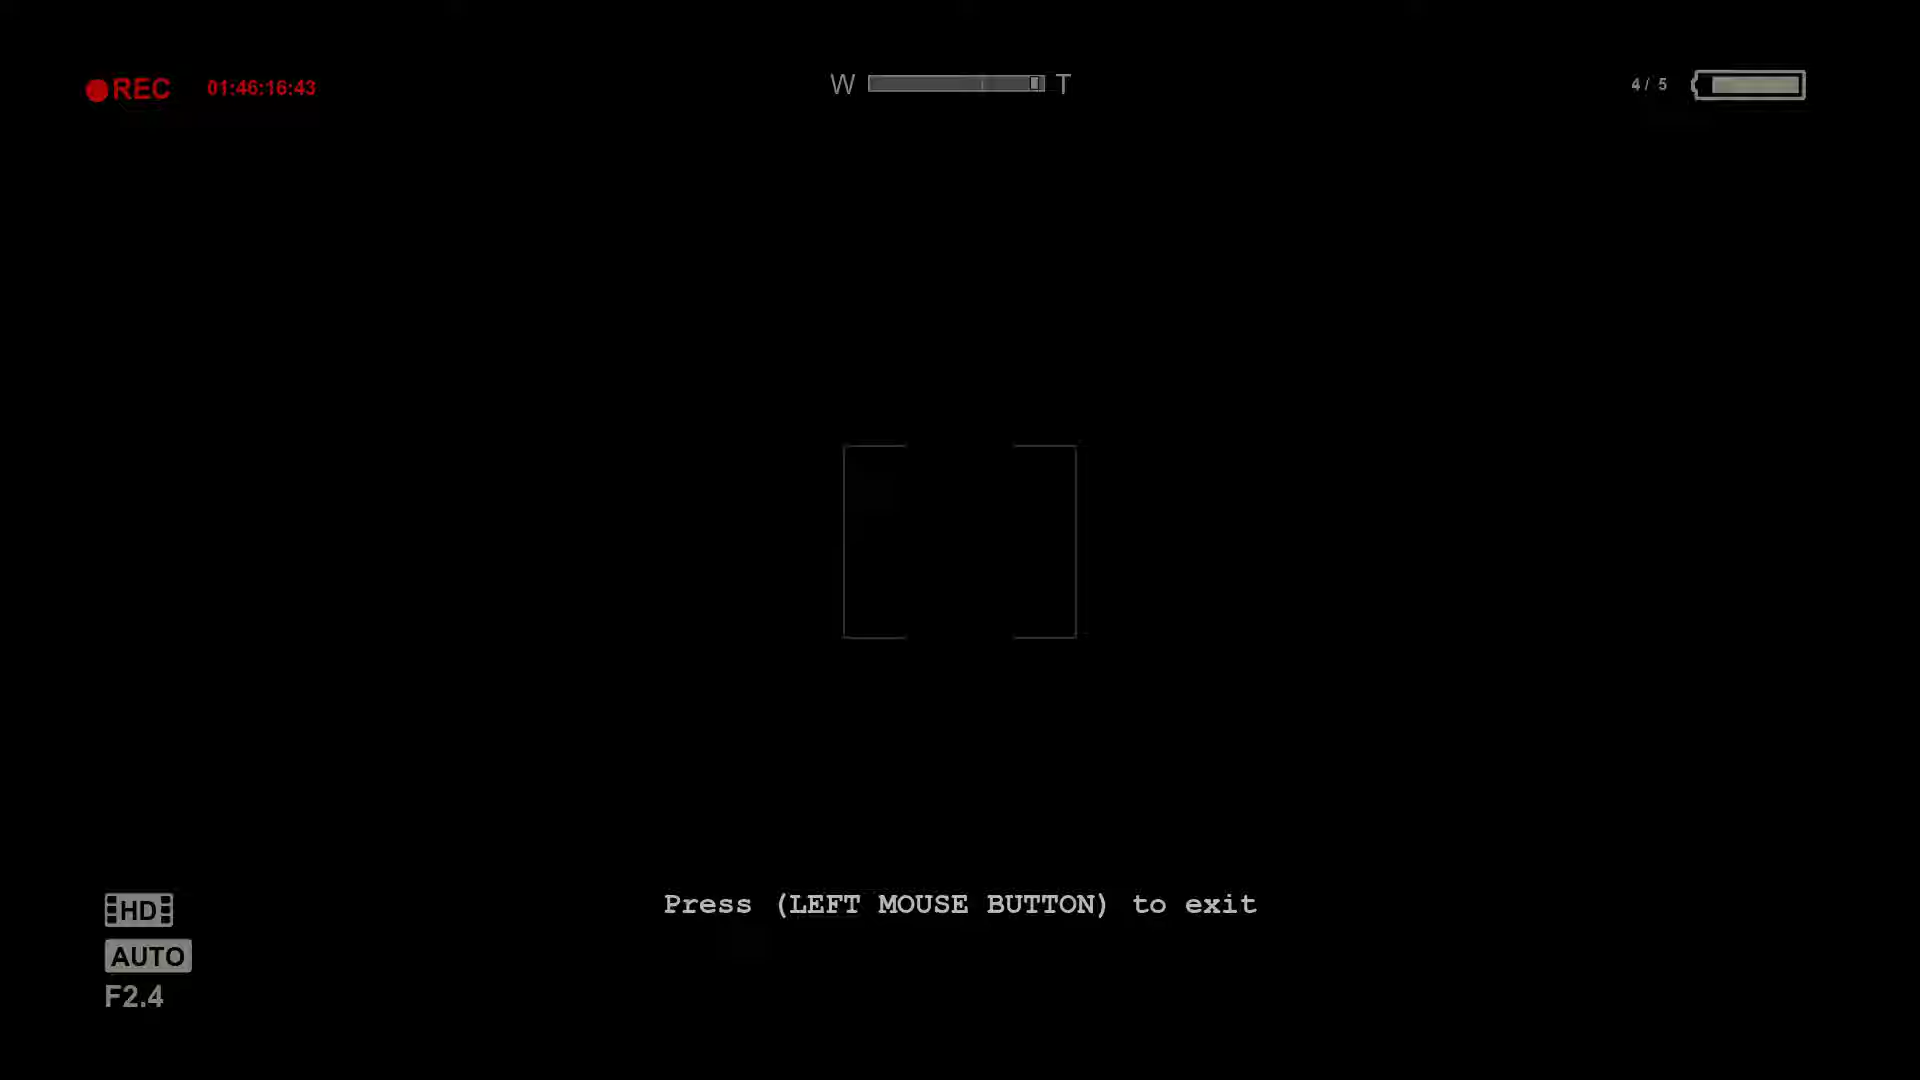 REC 01:46:16:43 W T 4 / 5
Press (LEFT MOUSE BUTTON) to exit
HD
AUTO
F2.4